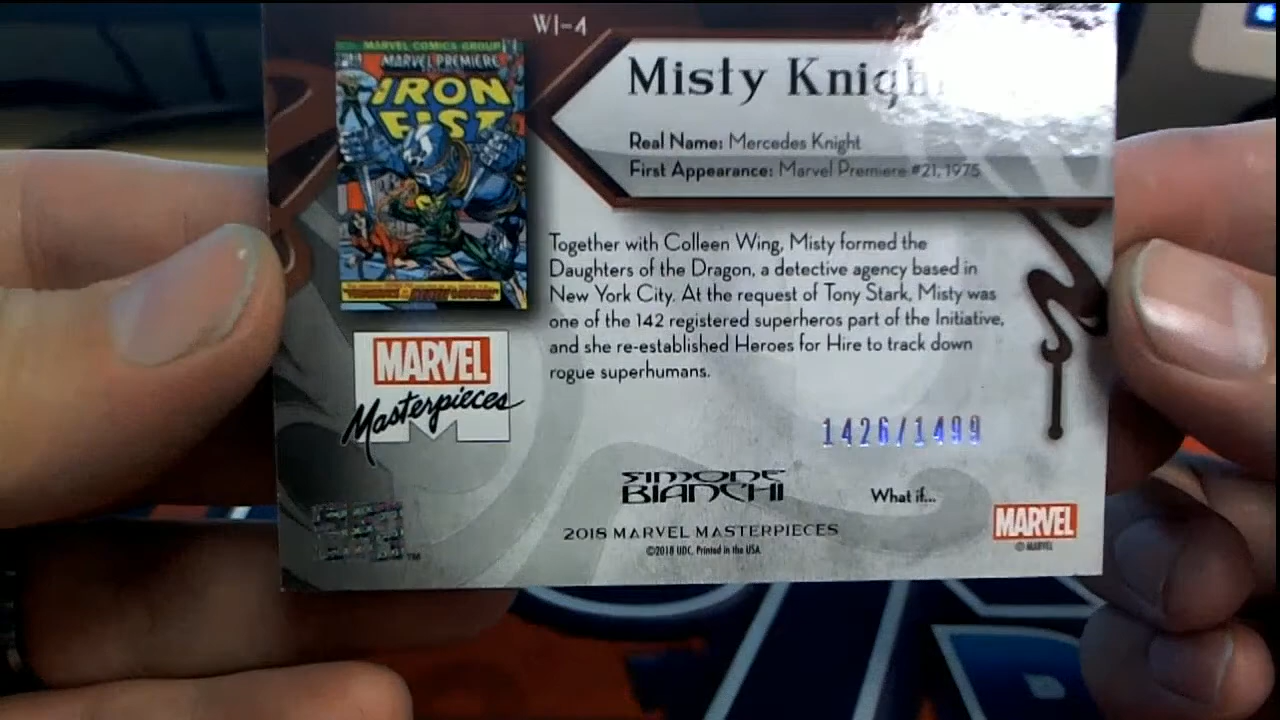 WI-4
MARVEL COMICS GROUP
MARVEL PREMIERE
IRON
FIST
Misty Knigh
Real Name: Mercedes Knight
First Appearance: Marvel Premiere #21, 1975
Together with Colleen Wing, Misty formed the
Daughters of the Dragon, a detective agency based in
New York City. At the request of Tony Stark, Misty was
one of the 142 registered superheros part of the Initiative,
and she re-established Heroes for Hire to track down
rogue superhumans.
MARVEL
Masterpieces
1426/1499
SIMONE
BIANCHI
What if...
2018 MARVEL MASTERPIECES
©2018 UDC. Printed in the USA
MARVEL
© MARVEL
TM